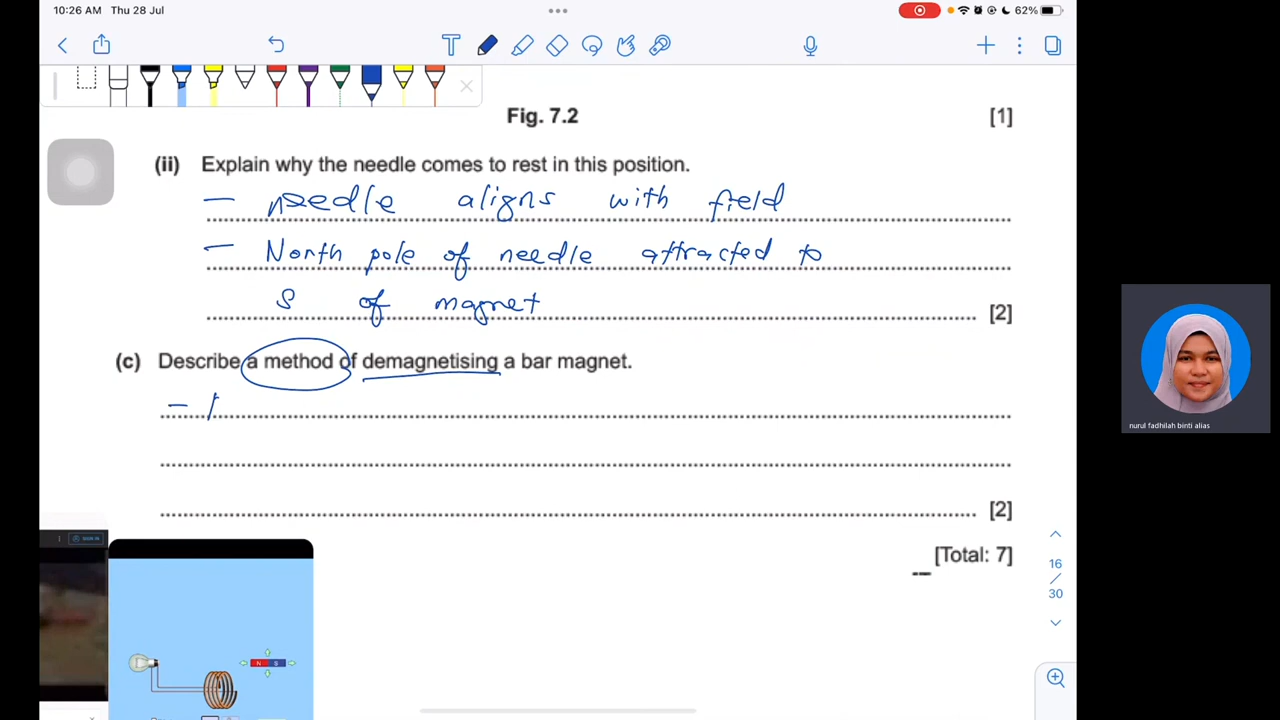 10:26 AM Thu 28 Jul
62%
T
Fig. 7.2 [1]
(ii) Explain why the needle comes to rest in this position.
— needle aligns with field
— North pole of needle attracted to
S of magnet [2]
(c) Describe a method of demagnetising a bar magnet.
—
[2]
[Total: 7]
16
/
30
SIGN IN
N S
nurul fadhilah binti alias